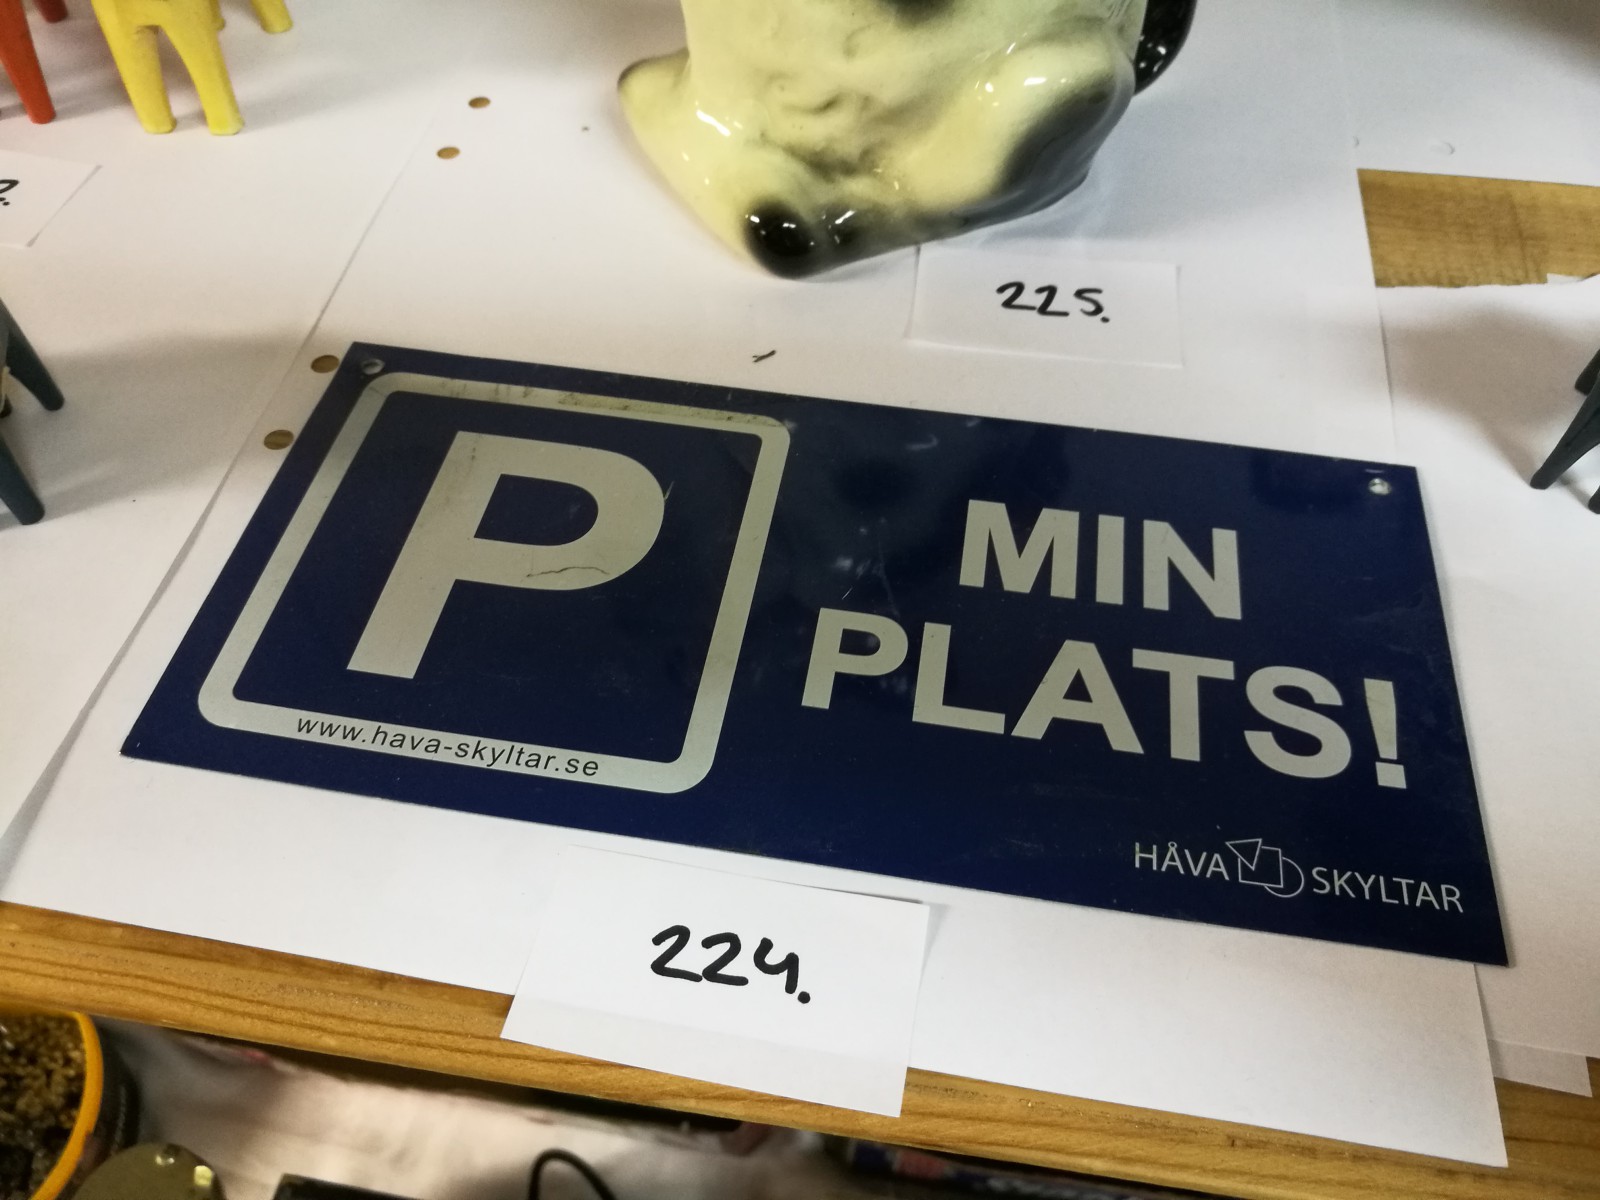 225.
P
MIN
PLATS!
www.hava-skyltar.se
HÅVA SKYLTAR
224.